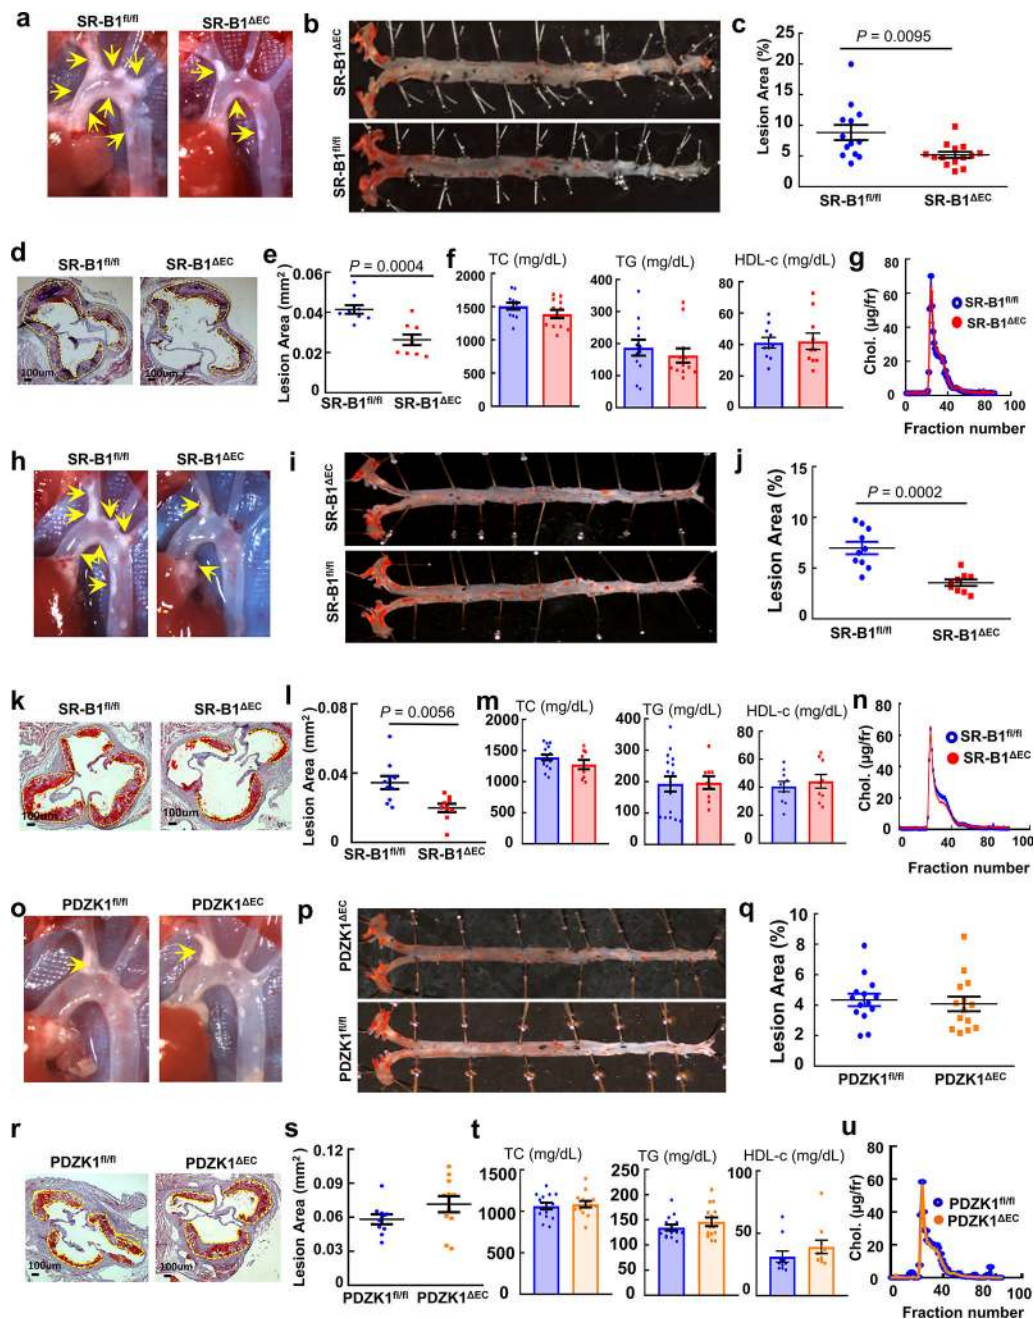 a
SR-B1fl/fl
SR-B1ΔEC
b
SR-B1ΔEC
SR-B1fl/fl
c
P = 0.0095
Lesion Area (%)
25
20
15
10
5
0
SR-B1fl/fl
SR-B1ΔEC
d
SR-B1fl/fl
SR-B1ΔEC
100um
100um
e
P = 0.0004
Lesion Area (mm²)
0.06
0.04
0.02
0
SR-B1fl/fl
SR-B1ΔEC
f
TC (mg/dL)
2000
1500
1000
500
0
TG (mg/dL)
400
300
200
100
0
HDL-c (mg/dL)
80
60
40
20
0
g
SR-B1fl/fl
SR-B1ΔEC
Chol. (µg/fr)
80
60
40
20
0
0
40
80
100
Fraction number
h
SR-B1fl/fl
SR-B1ΔEC
i
SR-B1ΔEC
SR-B1fl/fl
j
P = 0.0002
Lesion Area (%)
15
10
5
0
SR-B1fl/fl
SR-B1ΔEC
k
SR-B1fl/fl
SR-B1ΔEC
100um
100um
l
P = 0.0056
Lesion Area (mm²)
0.08
0.04
0
SR-B1fl/fl
SR-B1ΔEC
m
TC (mg/dL)
2000
1500
1000
500
0
TG (mg/dL)
400
300
200
100
0
HDL-c (mg/dL)
80
60
40
20
0
n
SR-B1fl/fl
SR-B1ΔEC
Chol. (µg/fr)
80
60
40
20
0
0
40
80
100
Fraction number
o
PDZK1fl/fl
PDZK1ΔEC
p
PDZK1ΔEC
PDZK1fl/fl
q
Lesion Area (%)
10
8
6
4
2
0
PDZK1fl/fl
PDZK1ΔEC
r
PDZK1fl/fl
PDZK1ΔEC
100um
100um
s
Lesion Area (mm²)
0.12
0.09
0.06
0.03
0
PDZK1fl/fl
PDZK1ΔEC
t
TC (mg/dL)
1500
1000
500
0
TG (mg/dL)
250
200
150
100
50
0
HDL-c (mg/dL)
100
50
0
u
PDZK1fl/fl
PDZK1ΔEC
Chol. (µg/fr)
80
60
40
20
0
0
40
80
100
Fraction number